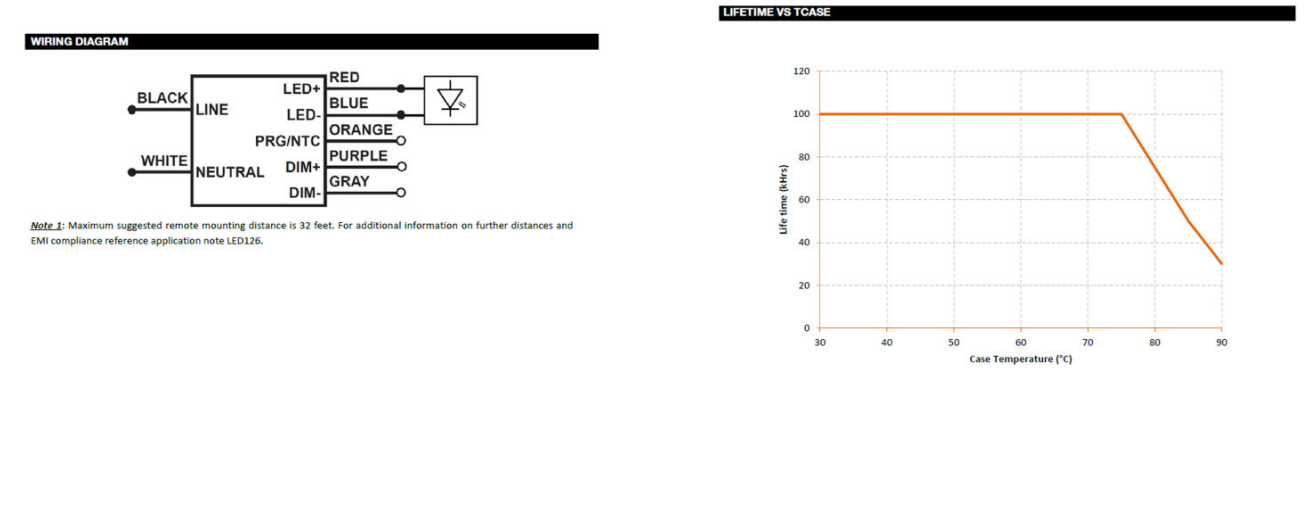 WIRING DIAGRAM
RED
LED+
BLACK
LINE
BLUE
LED-
ORANGE
PRG/NTC
WHITE
NEUTRAL
PURPLE
DIM+
GRAY
DIM-
Note 1: Maximum suggested remote mounting distance is 32 feet. For additional information on further distances and
EMI compliance reference application note LED126.
LIFETIME VS TCASE
120
100
80
60
40
20
0
Life time (kHrs)
30 40 50 60 70 80 90
Case Temperature (°C)